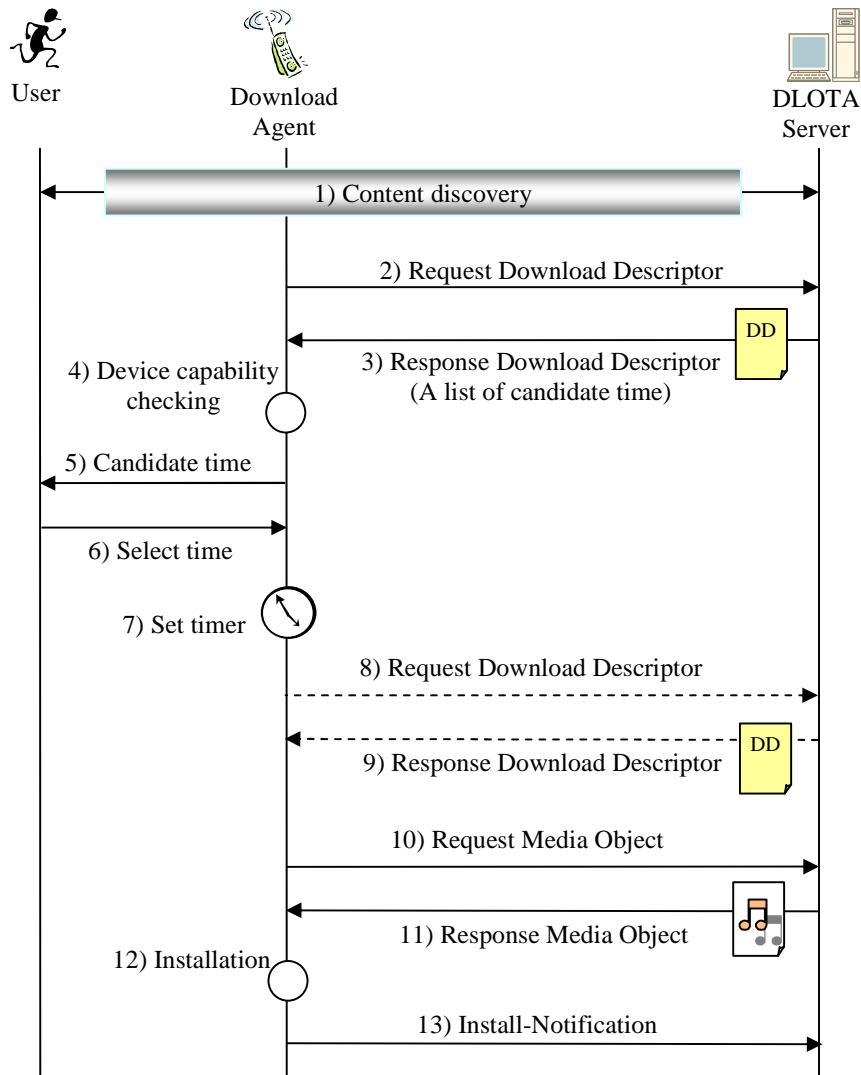 User
Download
Agent
DLOTA
Server
1) Content discovery
2) Request Download Descriptor
DD
3) Response Download Descriptor
(A list of candidate time)
4) Device capability
checking
5) Candidate time
6) Select time
7) Set timer
8) Request Download Descriptor
DD
9) Response Download Descriptor
10) Request Media Object
11) Response Media Object
12) Installation
13) Install-Notification